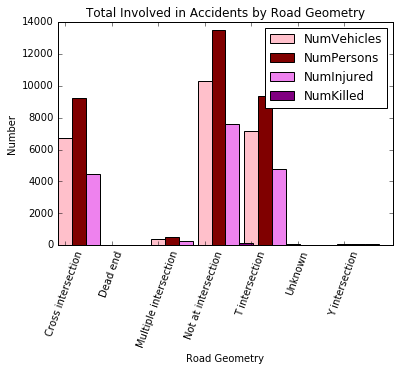 Total Involved in Accidents by Road Geometry
14000
12000
10000
8000
6000
4000
2000
0
Number
NumVehicles
NumPersons
NumInjured
NumKilled
Cross intersection
Dead end
Multiple intersection
Not at intersection
T intersection
Unknown
Y intersection
Road Geometry